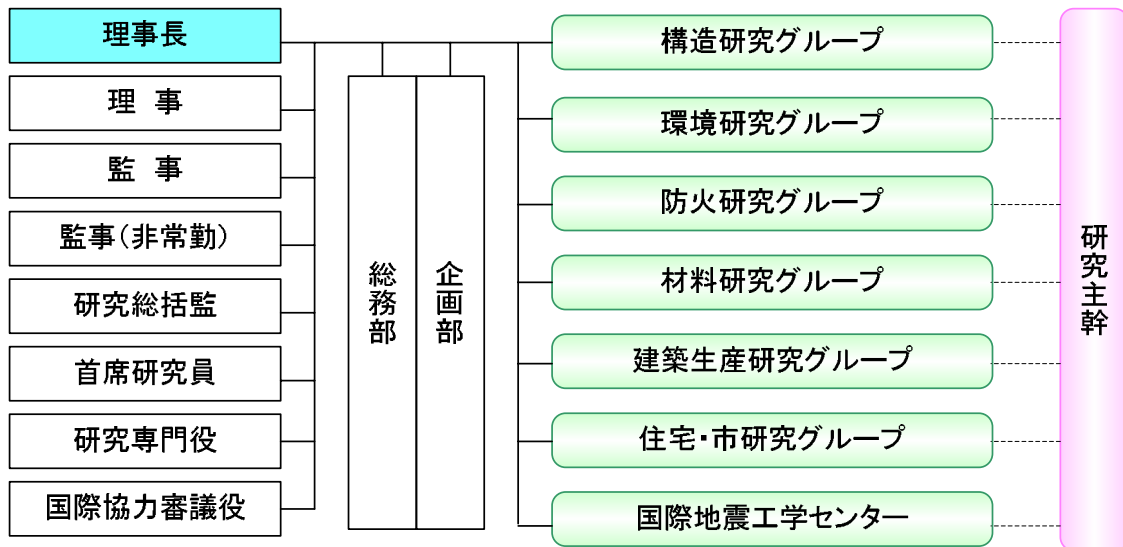 理事長
理 事
監 事
監事(非常勤)
研究総括監
首席研究員
研究専門役
国際協力審議役
総務部
企画部
構造研究グループ
環境研究グループ
防火研究グループ
材料研究グループ
建築生産研究グループ
住宅・市研究グループ
国際地震工学センター
研究主幹